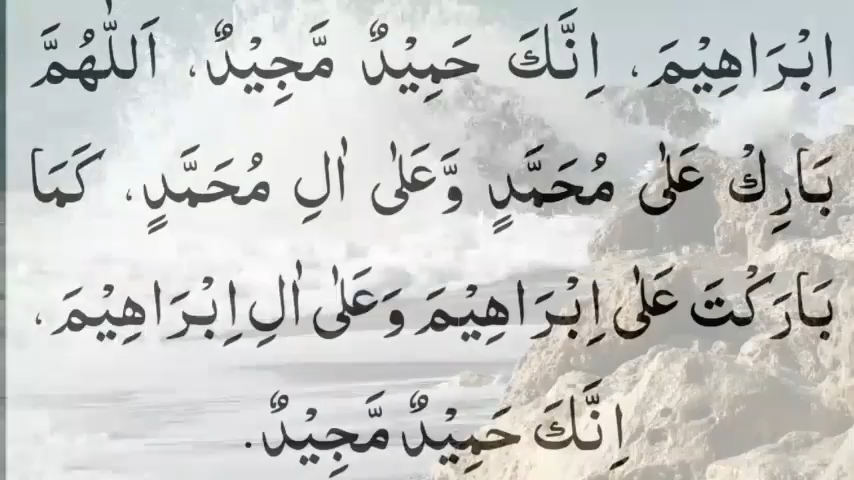 اِبْرَاهِيْمَ، اِنَّكَ حَمِيْدٌ مَّجِيْدٌ، اَللّٰهُمَّ
بَارِكْ عَلٰى مُحَمَّدٍ وَّعَلٰى اٰلِ مُحَمَّدٍ، كَمَا
بَارَكْتَ عَلٰى اِبْرَاهِيْمَ وَعَلٰى اٰلِ اِبْرَاهِيْمَ،
اِنَّكَ حَمِيْدٌ مَّجِيْدٌ.